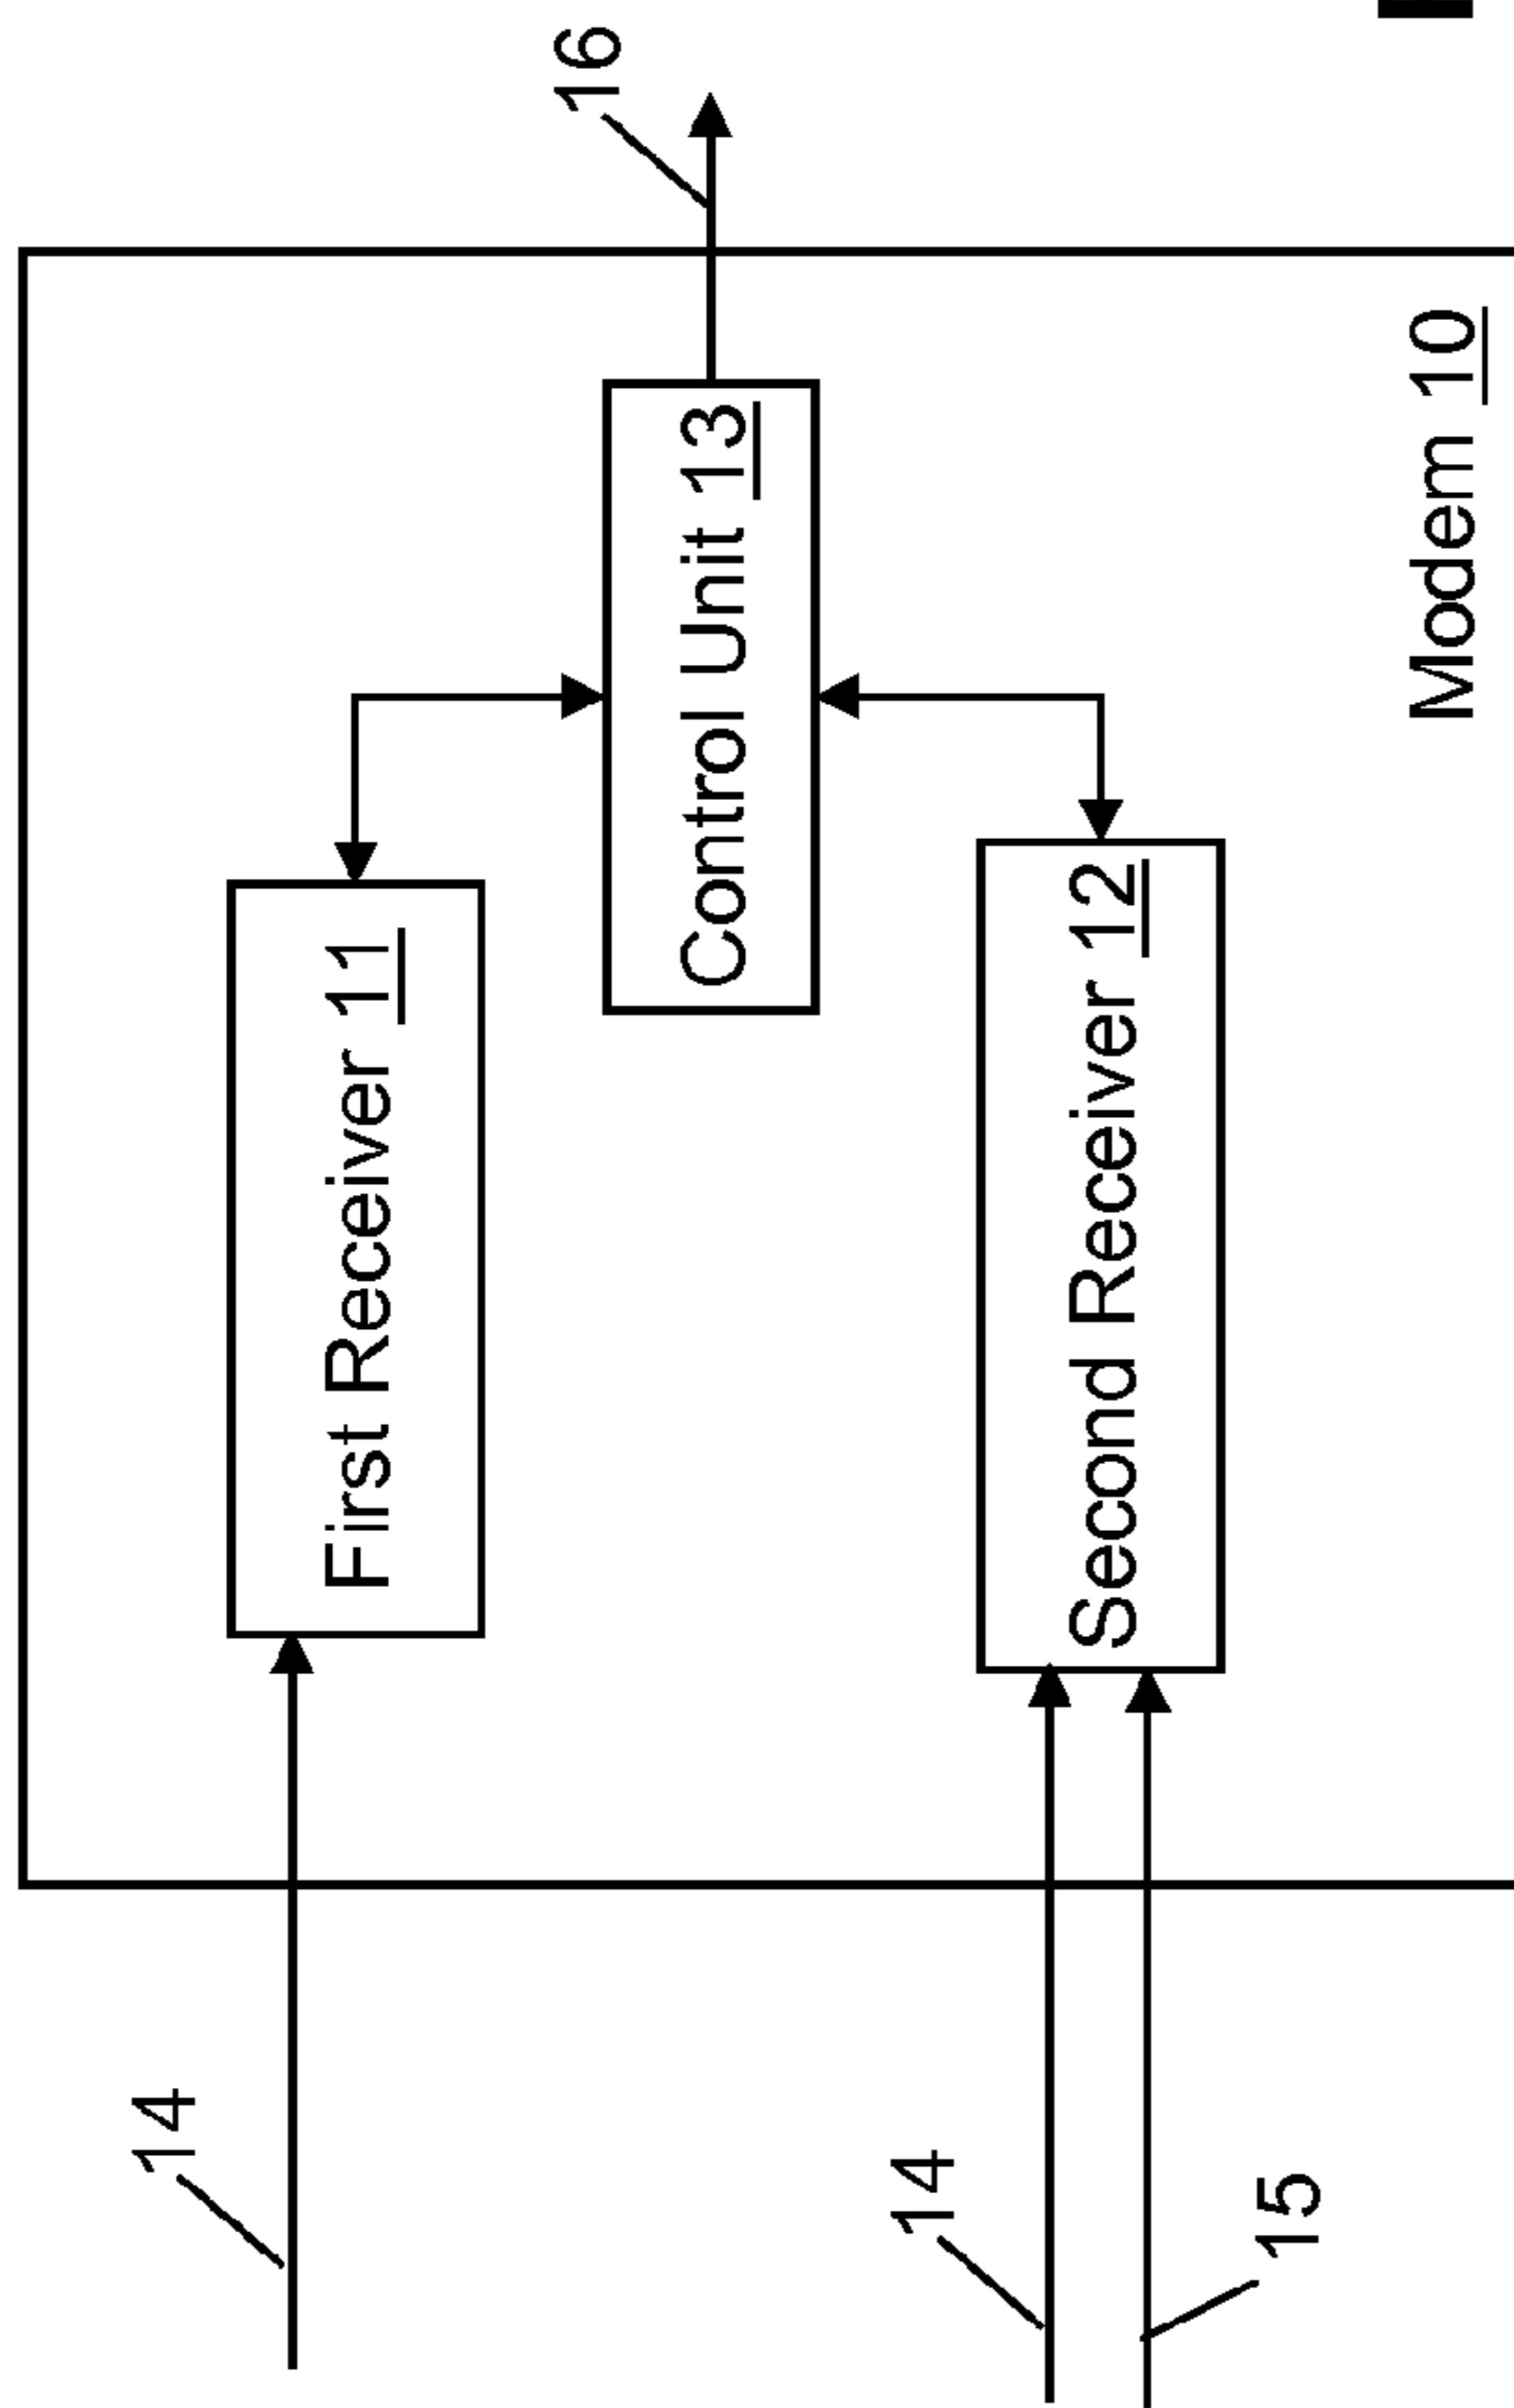 14
First Receiver 11
16
Control Unit 13
14
Second Receiver 12
15
Modem 10